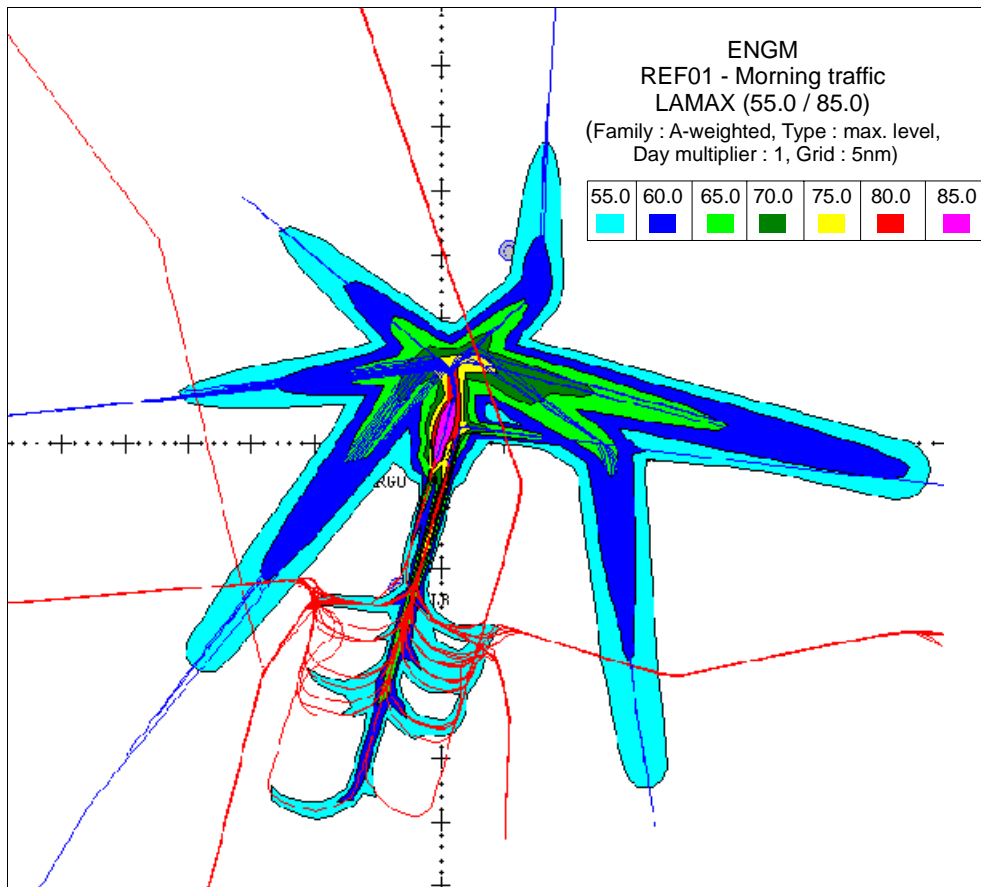 ENGM
REF01 - Morning traffic
LAMAX (55.0 / 85.0)
(Family : A-weighted, Type : max. level,
Day multiplier : 1, Grid : 5nm)
55.0 60.0 65.0 70.0 75.0 80.0 85.0